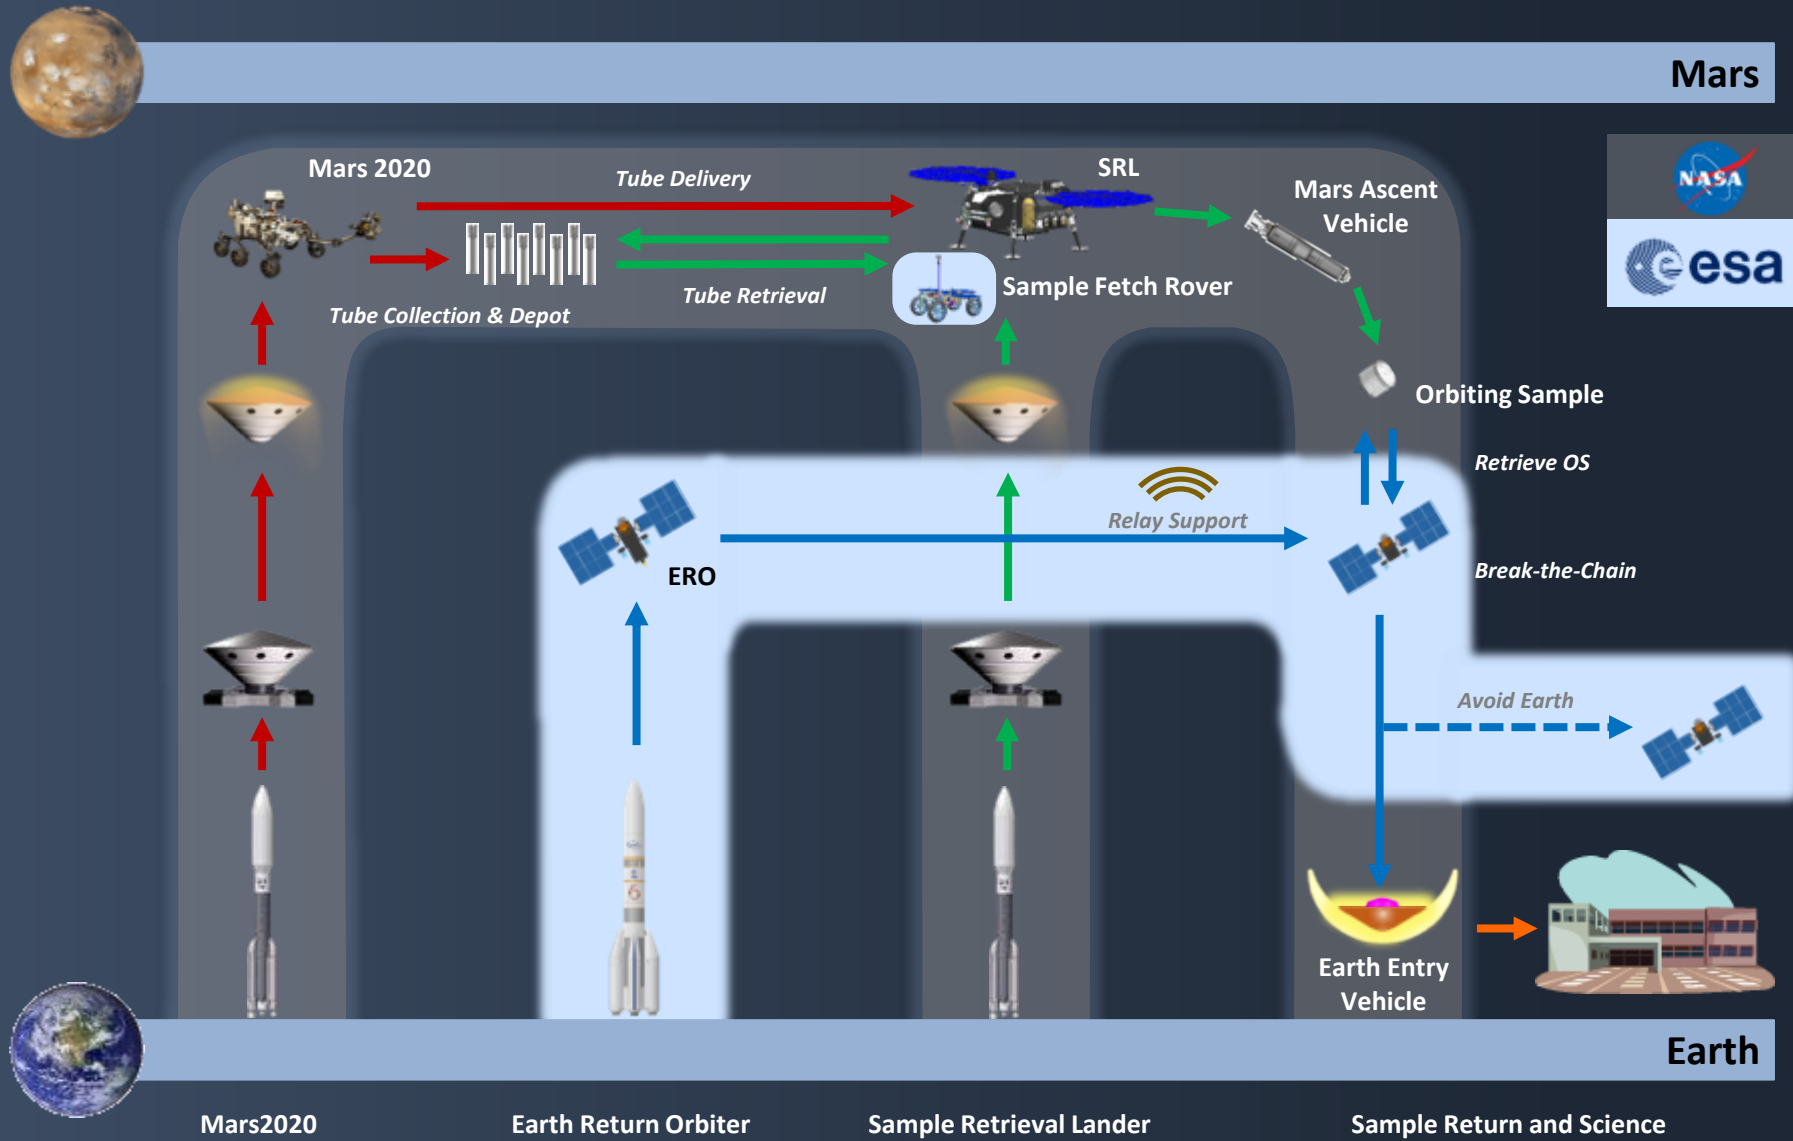 Mars
Mars 2020
Tube Delivery
SRL
Mars Ascent
Vehicle
NASA
esa
Tube Retrieval
Sample Fetch Rover
Tube Collection & Depot
Orbiting Sample
Retrieve OS
Relay Support
ERO
Break-the-Chain
Avoid Earth
6
Earth Entry
Vehicle
Earth
Mars2020
Earth Return Orbiter
Sample Retrieval Lander
Sample Return and Science